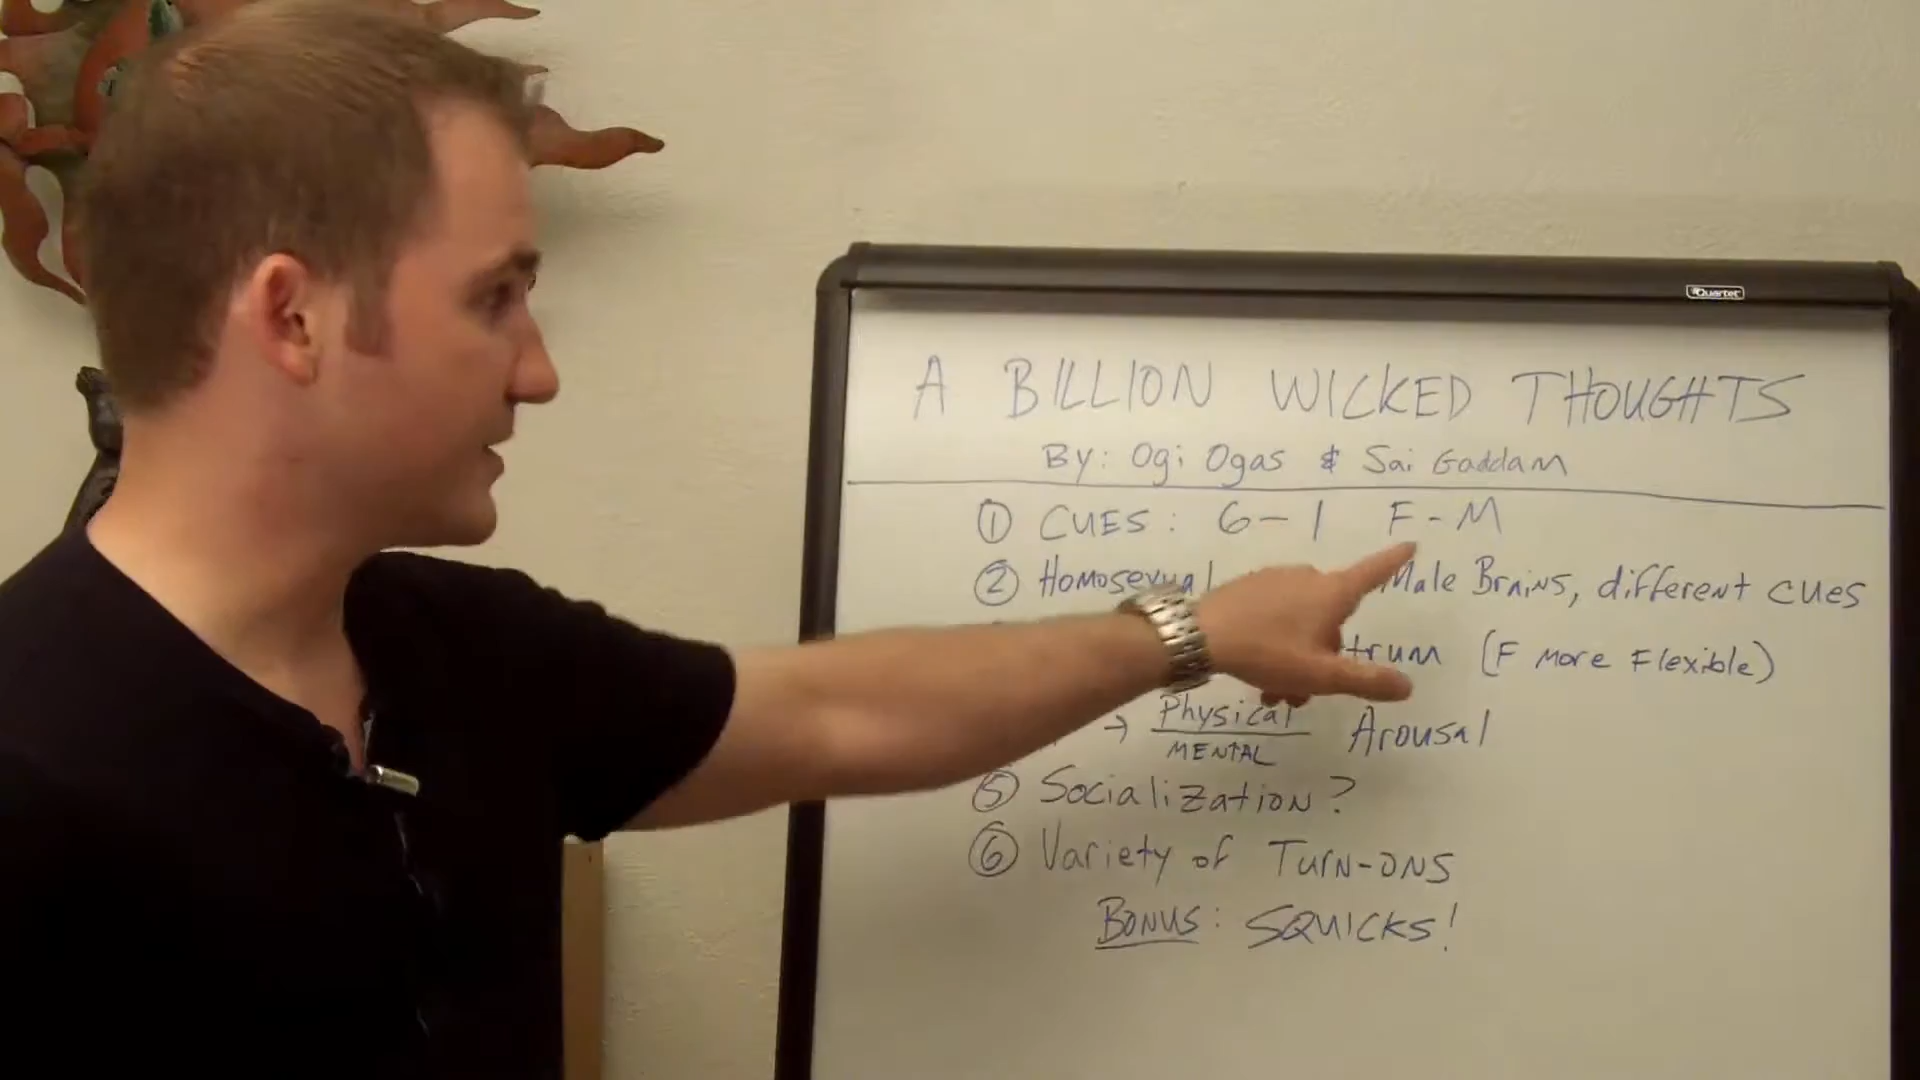 Quartet
A BILLION WICKED THOUGHTS
By: Ogi Ogas & Sai Gaddam
① CUES: 6-1 F-M
② Homosexual Male Brains, different cues
trum (F More Flexible)
→ Physical
MENTAL Arousal
⑤ Socialization?
⑥ Variety of Turn-ons
Bonus: SQUICKS!